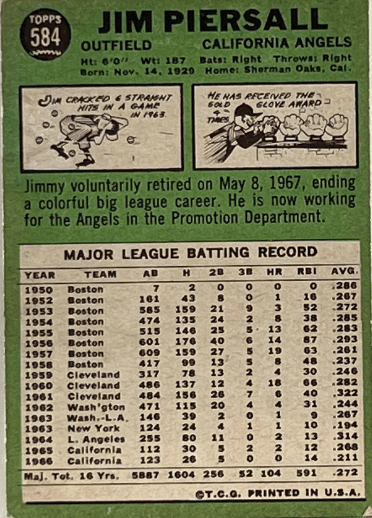 TOPPS
584
JIM PIERSALL
OUTFIELD CALIFORNIA ANGELS
Ht: 6'0" Wt: 187 Bats: Right Throws: Right
Born: Nov. 14, 1929 Home: Sherman Oaks, Cal.
JIM CRACKED 6 STRAIGHT
HITS IN A GAME
IN 1953.
HE HAS RECEIVED THE
GOLD GLOVE AWARD
4 TIMES
Jimmy voluntarily retired on May 8, 1967, ending
a colorful big league career. He is now working
for the Angels in the Promotion Department.
MAJOR LEAGUE BATTING RECORD
YEAR TEAM AB H 2B 3B HR RBI AVG.
1950 Boston 7 2 0 0 0 0 .286
1952 Boston 161 43 8 0 1 16 .267
1953 Boston 585 159 21 9 3 52 .272
1954 Boston 474 135 24 2 8 38 .285
1955 Boston 515 146 25 5 13 62 .283
1956 Boston 601 176 40 6 14 87 .293
1957 Boston 609 159 27 5 19 63 .261
1958 Boston 417 99 13 5 8 48 .237
1959 Cleveland 317 78 13 2 4 30 .246
1960 Cleveland 486 137 12 4 18 66 .282
1961 Cleveland 484 156 26 7 6 40 .322
1962 Wash'gton 471 115 20 4 4 31 .244
1963 Wash.-L.A. 146 39 2 0 1 9 .267
1963 New York 124 24 4 1 1 10 .194
1964 L. Angeles 255 80 11 0 2 13 .314
1965 California 112 30 5 2 2 12 .268
1966 California 123 26 5 0 0 14 .211
Maj. Tot. 16 Yrs. 5887 1604 256 52 104 591 .272
©T.C.G. PRINTED IN U.S.A.